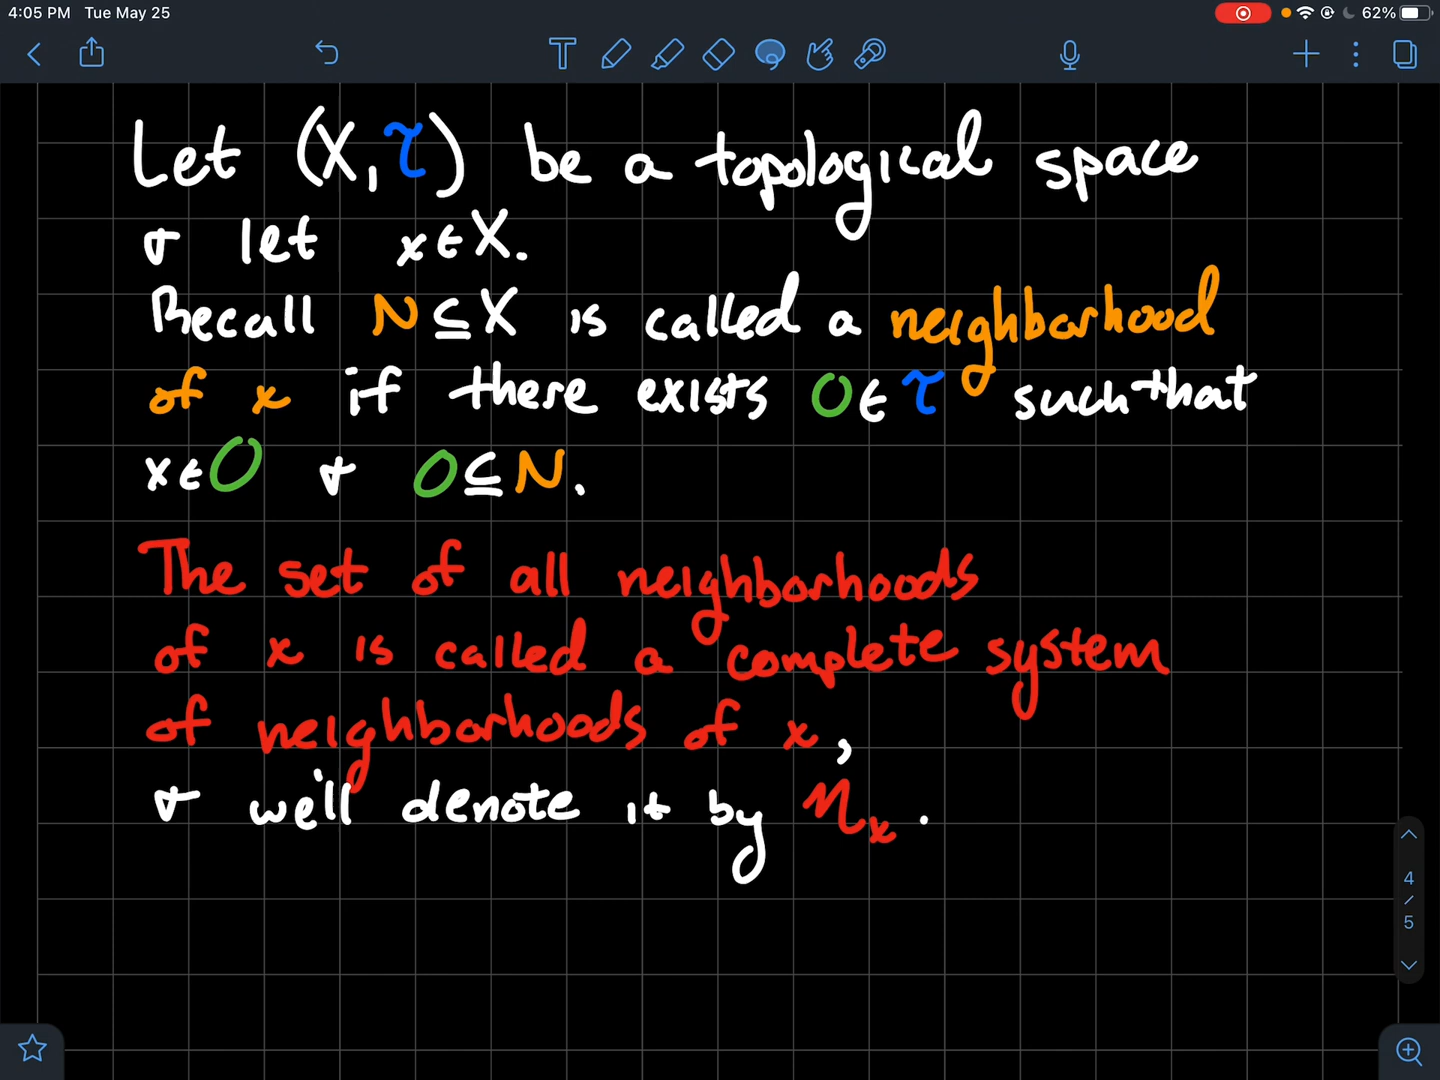 4:05 PM Tue May 25 62%
Let (X, τ) be a topological space
& let x∈X.
Recall N⊆X is called a neighborhood
of x if there exists O∈τ such that
x∈O & O⊆N.
The set of all neighborhoods
of x is called a complete system
of neighborhoods of x,
& we'll denote it by 𝒩ₓ.
4
/
5